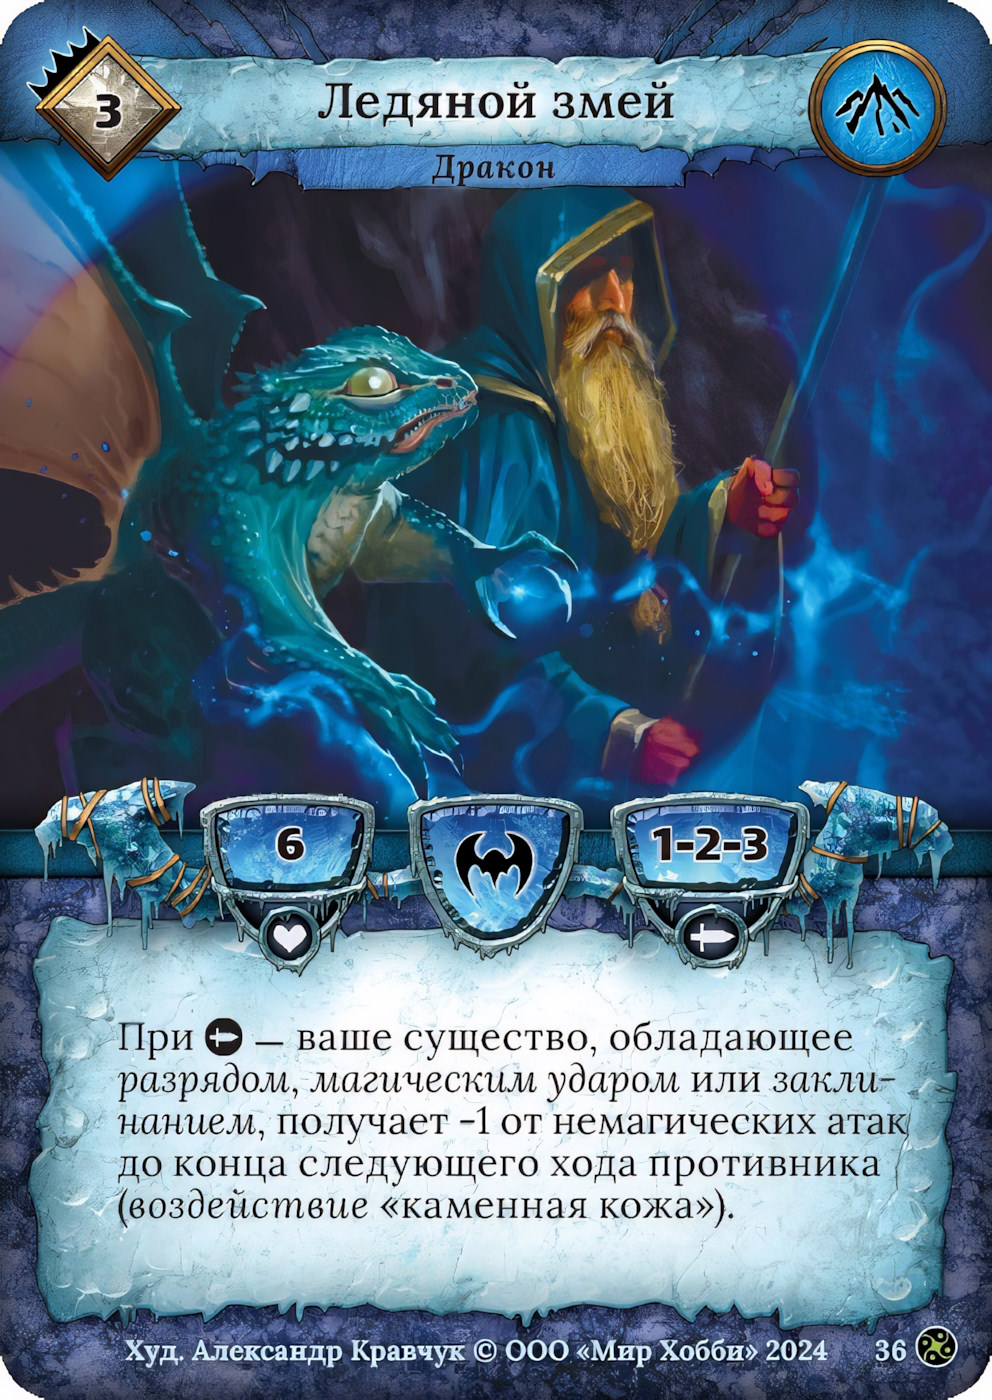 3
Ледяной змей
Дракон
6
1-2-3
При — ваше существо, обладающее
разрядом, магическим ударом или закли-
нанием, получает -1 от немагических атак
до конца следующего хода противника
(воздействие «каменная кожа»).
Худ. Александр Кравчук © ООО «Мир Хобби» 2024
36